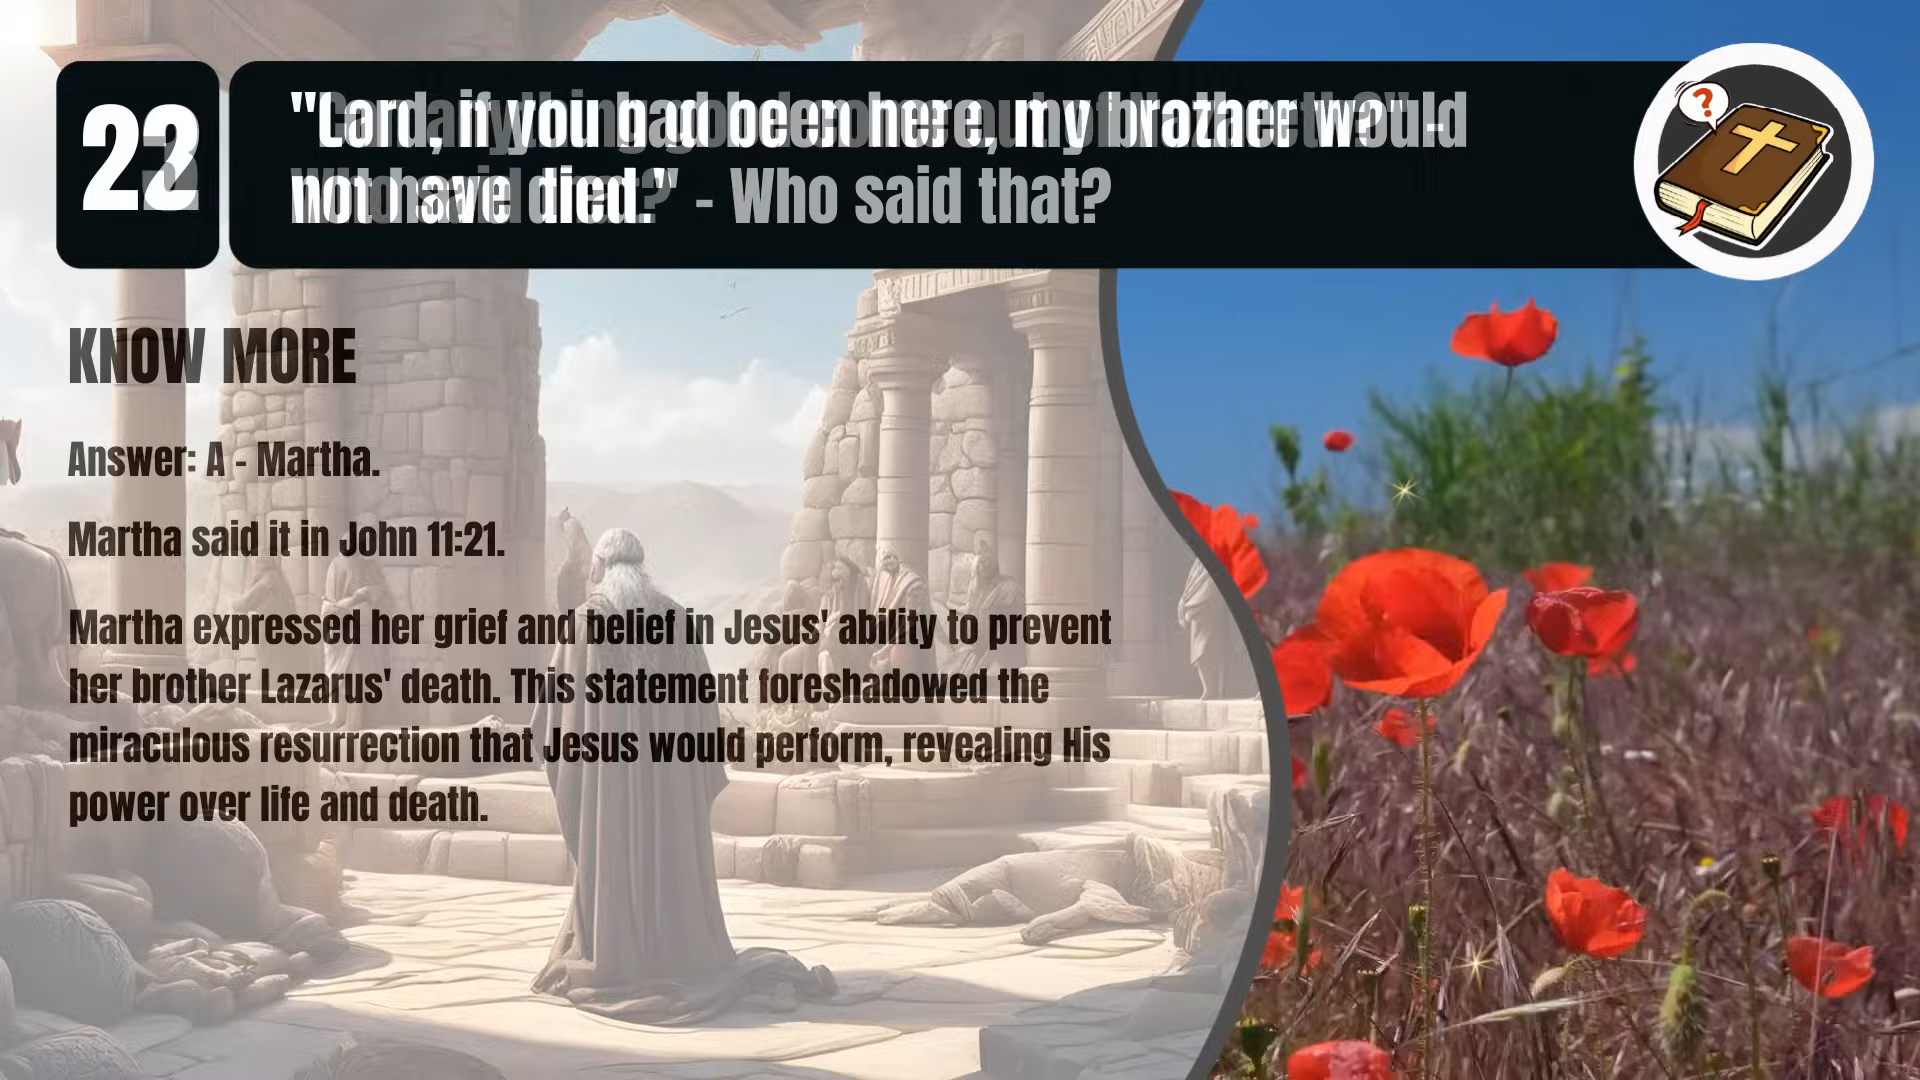 22
"Lord, if you had been here, my brother would
not have died." - Who said that?
?
KNOW MORE
Answer: A - Martha.
Martha said it in John 11:21.
Martha expressed her grief and belief in Jesus' ability to prevent
her brother Lazarus' death. This statement foreshadowed the
miraculous resurrection that Jesus would perform, revealing His
power over life and death.